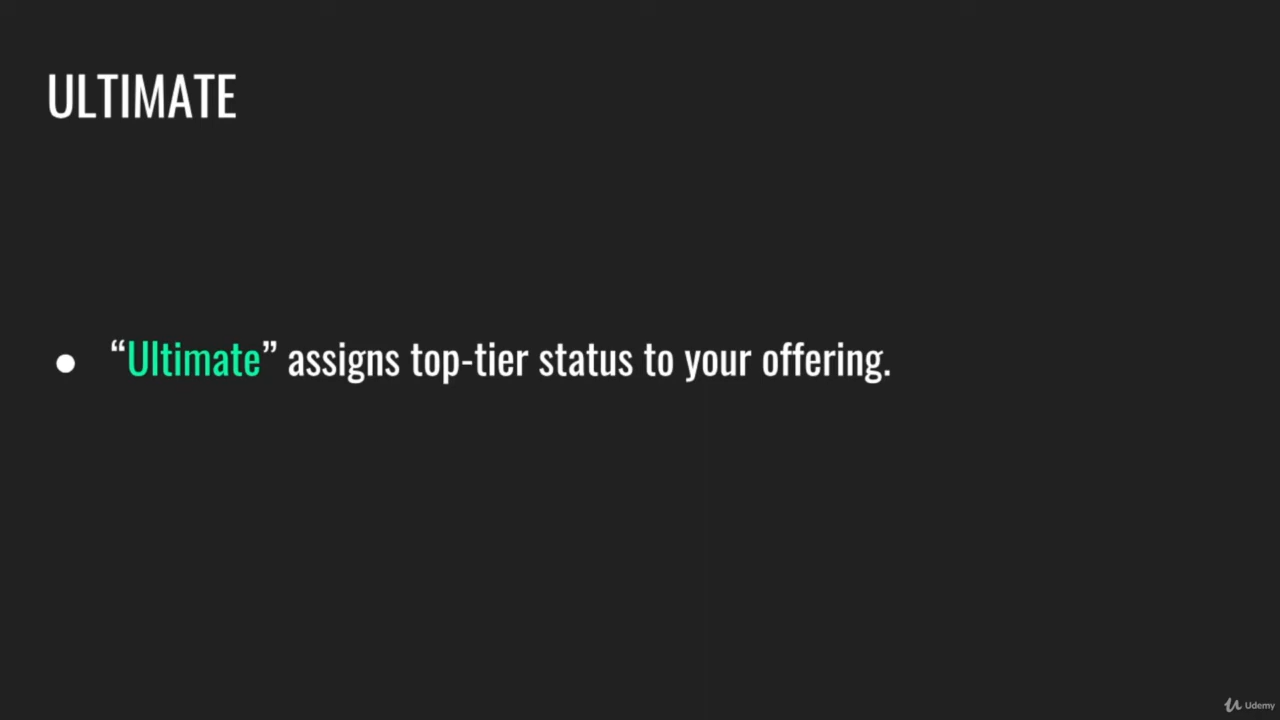 ULTIMATE
● “Ultimate” assigns top-tier status to your offering.
Udemy